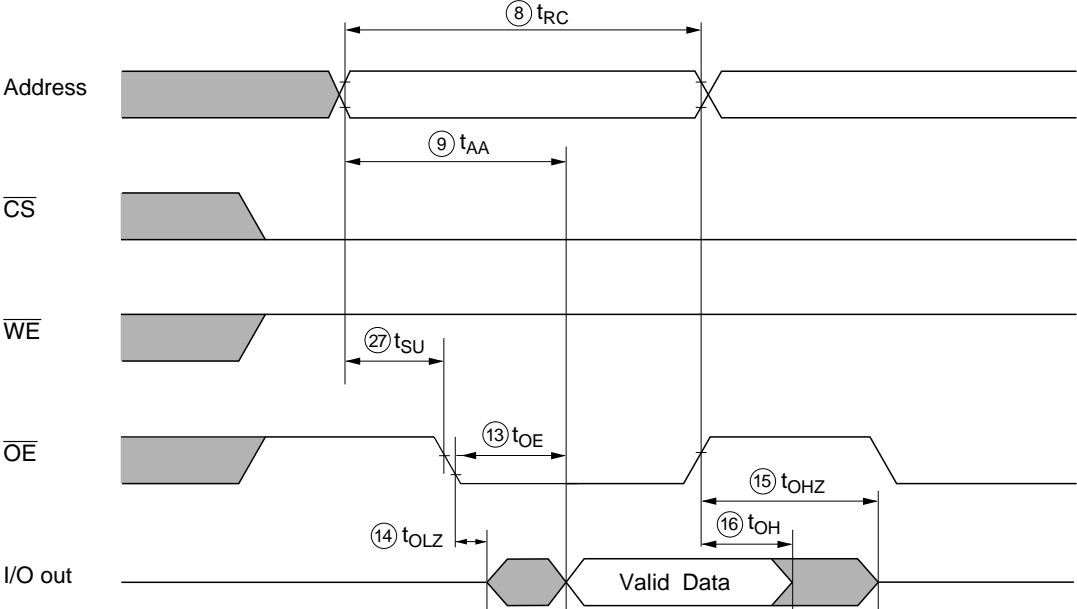 ⑧ tRC
Address
⑨ tAA
CS
WE
㉗ tSU
OE
⑬ tOE
⑮ tOHZ
⑯ tOH
⑭ tOLZ
I/O out
Valid Data